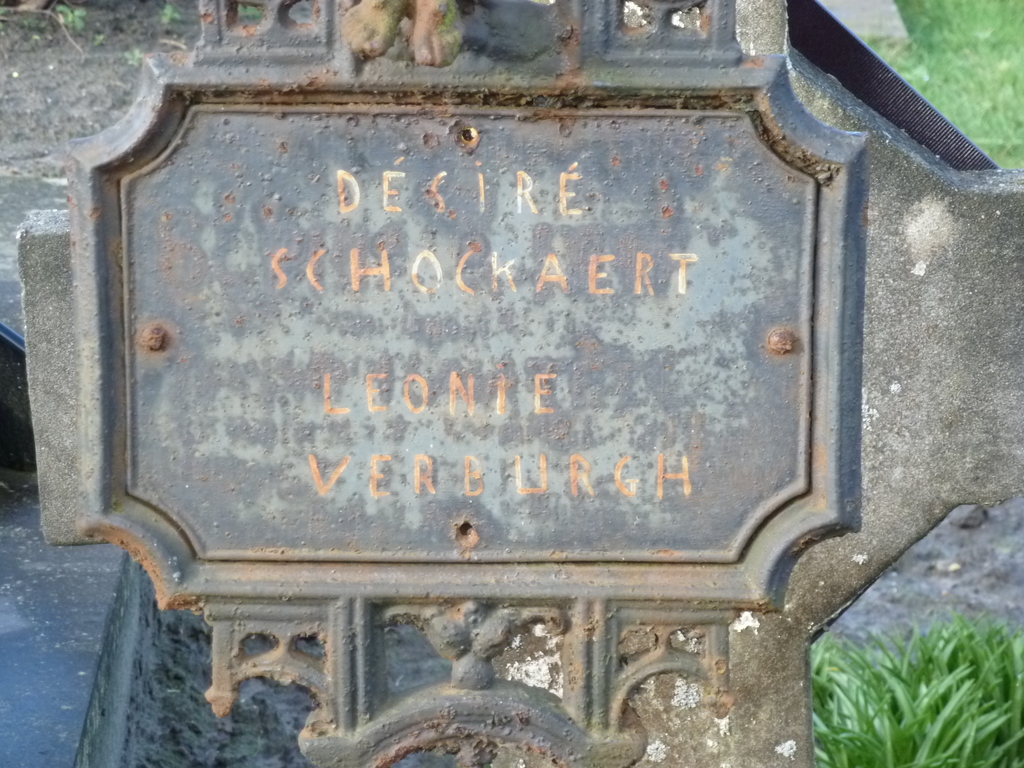 DÉSIRÉ
SCHOCKAERT
LEONIE
VERBURGH